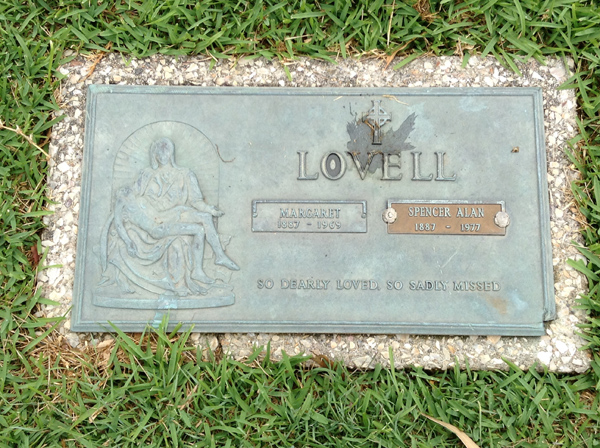 LOVELL
MARGARET
1887 - 1969
SPENCER ALAN
1887 - 1977
SO DEARLY LOVED, SO SADLY MISSED